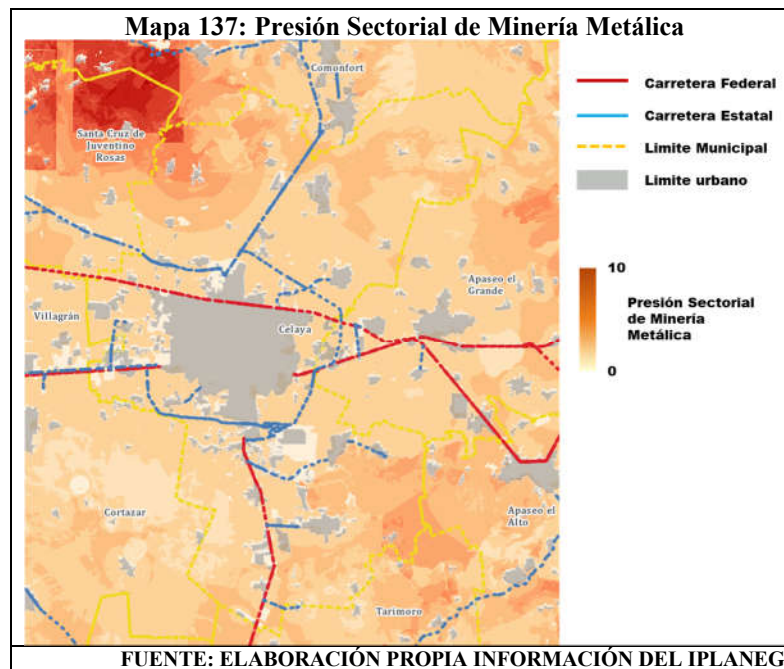 Mapa 137: Presión Sectorial de Minería Metálica
Comonfort
Santa Cruz de
Juventino
Rosas
Apaseo el
Grande
Villagrán
Celaya
Cortazar
Apaseo el
Alto
Tarimoro
Carretera Federal
Carretera Estatal
Limite Municipal
Limite urbano
10
Presión Sectorial
de Minería
Metálica
0
FUENTE: ELABORACIÓN PROPIA INFORMACIÓN DEL IPLANEG